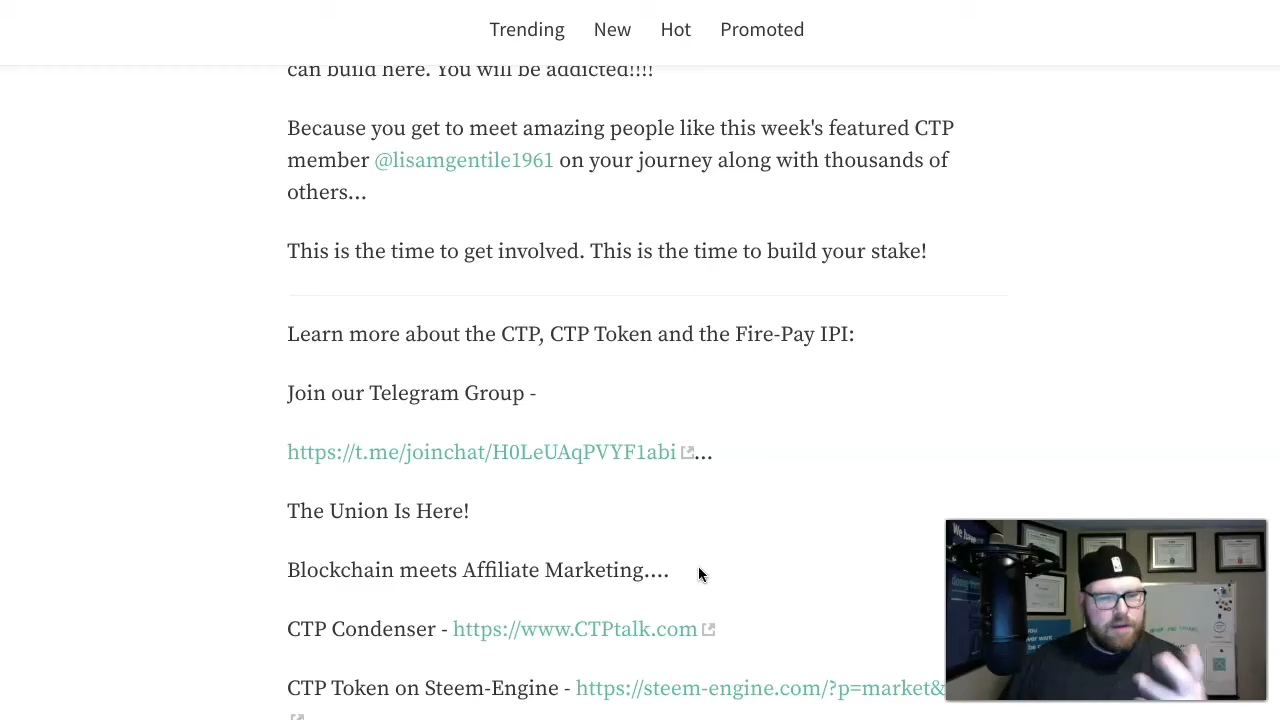 Trending New Hot Promoted
can build here. You will be addicted!!!!
Because you get to meet amazing people like this week's featured CTP
member @lisamgentile1961 on your journey along with thousands of
others...
This is the time to get involved. This is the time to build your stake!
Learn more about the CTP, CTP Token and the Fire-Pay IPI:
Join our Telegram Group -
https://t.me/joinchat/H0LeUAqPVYF1abi...
The Union Is Here!
Blockchain meets Affiliate Marketing....
CTP Condenser - https://www.CTPtalk.com
CTP Token on Steem-Engine - https://steem-engine.com/?p=market&
We have